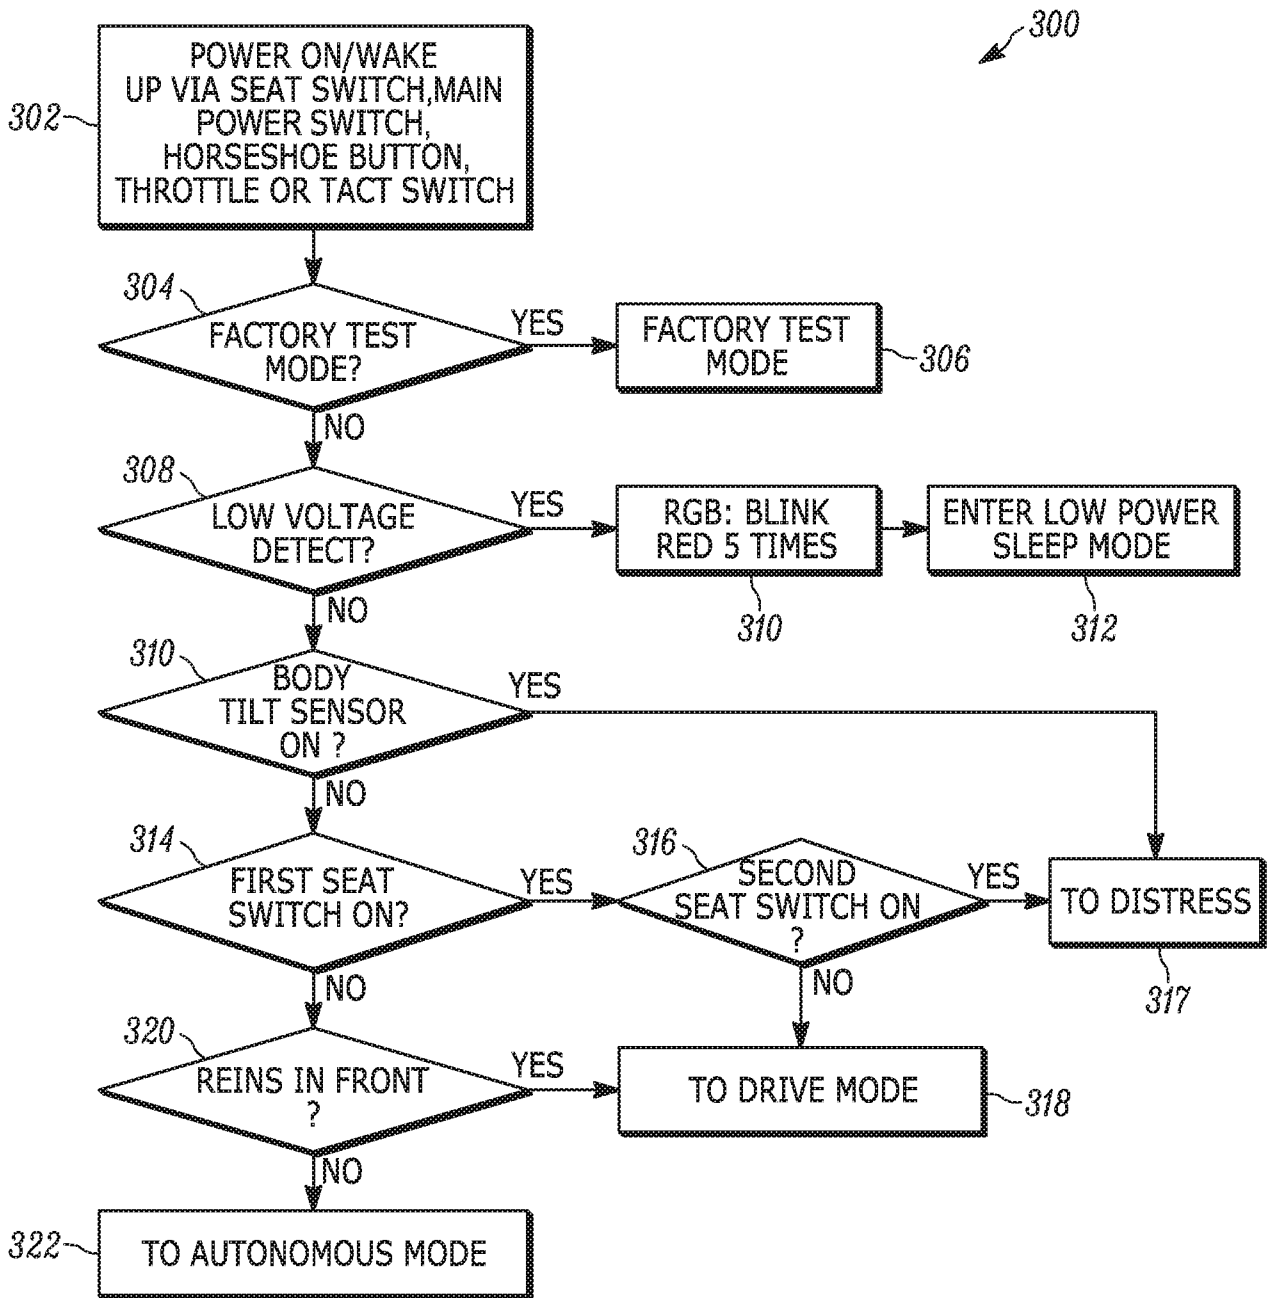 300
302
POWER ON/WAKE
UP VIA SEAT SWITCH,MAIN
POWER SWITCH,
HORSESHOE BUTTON,
THROTTLE OR TACT SWITCH
304
FACTORY TEST
MODE?
YES
FACTORY TEST
MODE
306
NO
308
LOW VOLTAGE
DETECT?
YES
RGB: BLINK
RED 5 TIMES
310
ENTER LOW POWER
SLEEP MODE
312
NO
310
BODY
TILT SENSOR
ON ?
YES
NO
314
FIRST SEAT
SWITCH ON?
YES
316
SECOND
SEAT SWITCH ON
?
YES
TO DISTRESS
317
NO
NO
320
REINS IN FRONT
?
YES
TO DRIVE MODE
318
NO
322
TO AUTONOMOUS MODE